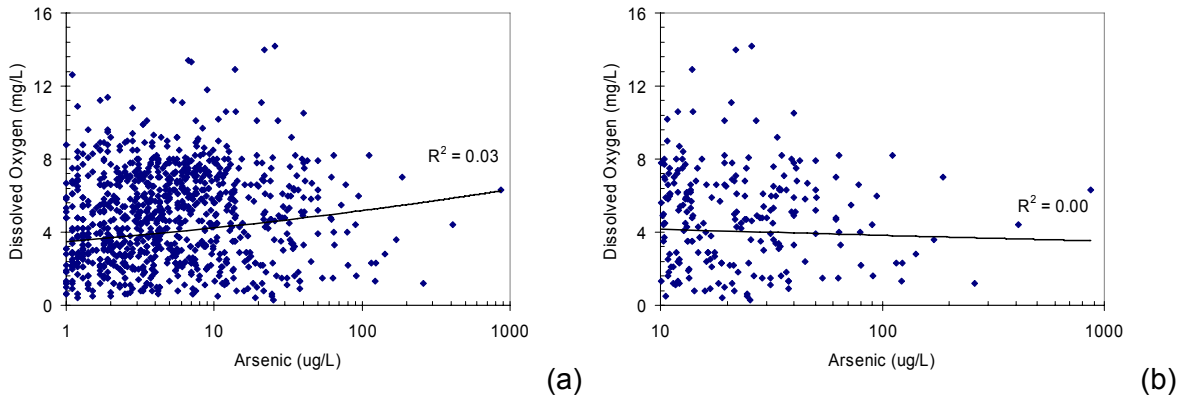 16
12
8
4
0
Dissolved Oxygen (mg/L)
R² = 0.03
1 10 100 1000
Arsenic (ug/L)
(a)
16
12
8
4
0
Dissolved Oxygen (mg/L)
R² = 0.00
10 100 1000
Arsenic (ug/L)
(b)